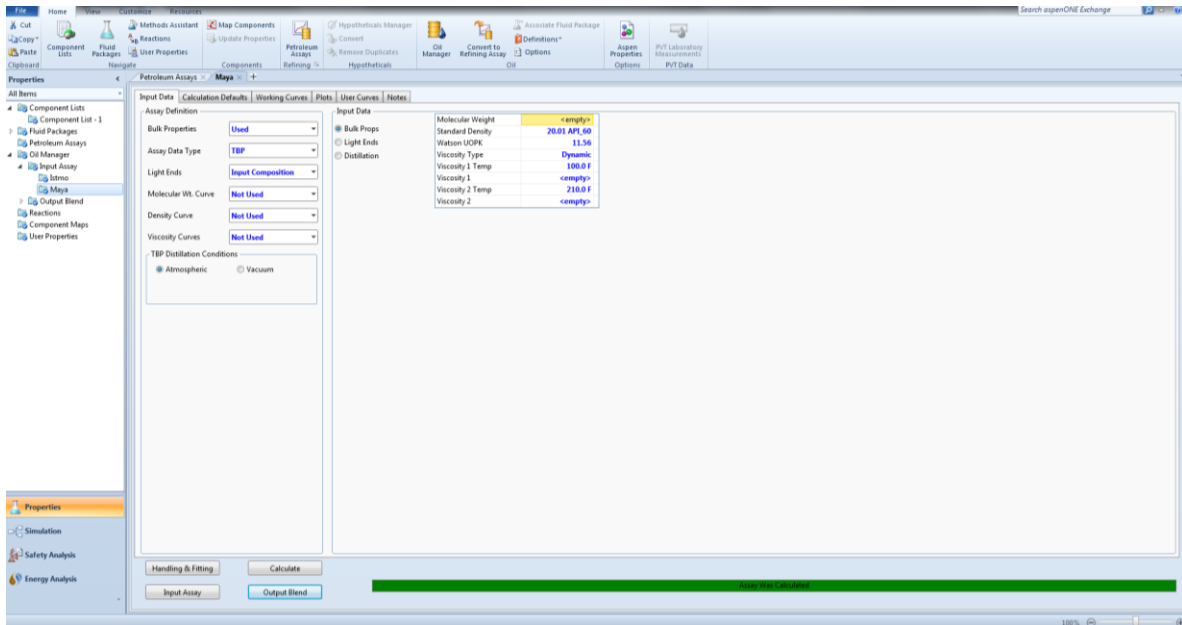 File Home View Customize Resources Search aspenONE Exchange
Cut Methods Assistant Map Components Hypotheticals Manager Associate Fluid Package
Copy Reactions Update Properties Convert Definitions
Paste Component Lists Fluid Packages User Properties Petroleum Assays Remove Duplicates Oil Manager Convert to Refining Assay Options Aspen Properties PVT Laboratory Measurements
Clipboard Navigate Components Refining Hypotheticals Oil Options PVT Data
Properties < Petroleum Assays × Maya × +
All Items
Component Lists
Component List - 1
Fluid Packages
Petroleum Assays
Oil Manager
Input Assay
Istmo
Maya
Output Blend
Reactions
Component Maps
User Properties
Properties
Simulation
Safety Analysis
Energy Analysis
Input Data Calculation Defaults Working Curves Plots User Curves Notes
Assay Definition
Bulk Properties Used
Assay Data Type TBP
Light Ends Input Composition
Molecular Wt. Curve Not Used
Density Curve Not Used
Viscosity Curves Not Used
TBP Distillation Conditions
Atmospheric Vacuum
Input Data
Bulk Props
Light Ends
Distillation
Molecular Weight <empty>
Standard Density 20.01 API_60
Watson UOPK 11.56
Viscosity Type Dynamic
Viscosity 1 Temp 100.0 F
Viscosity 1 <empty>
Viscosity 2 Temp 210.0 F
Viscosity 2 <empty>
Handling & Fitting Calculate
Input Assay Output Blend
Assay Was Calculated
100%